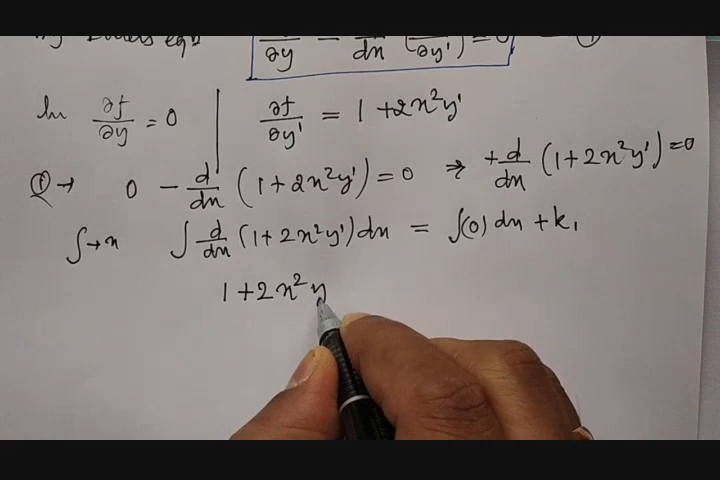 ∂y - d/dx (∂y') = 0 — ①
In ∂f/∂y = 0 | ∂f/∂y' = 1 + 2x²y'
① → 0 - d/dx (1 + 2x²y') = 0 ⇒ + d/dx (1 + 2x²y') = 0
∫→x ∫ d/dx (1 + 2x²y') dx = ∫(0) dx + k₁
1 + 2x²y